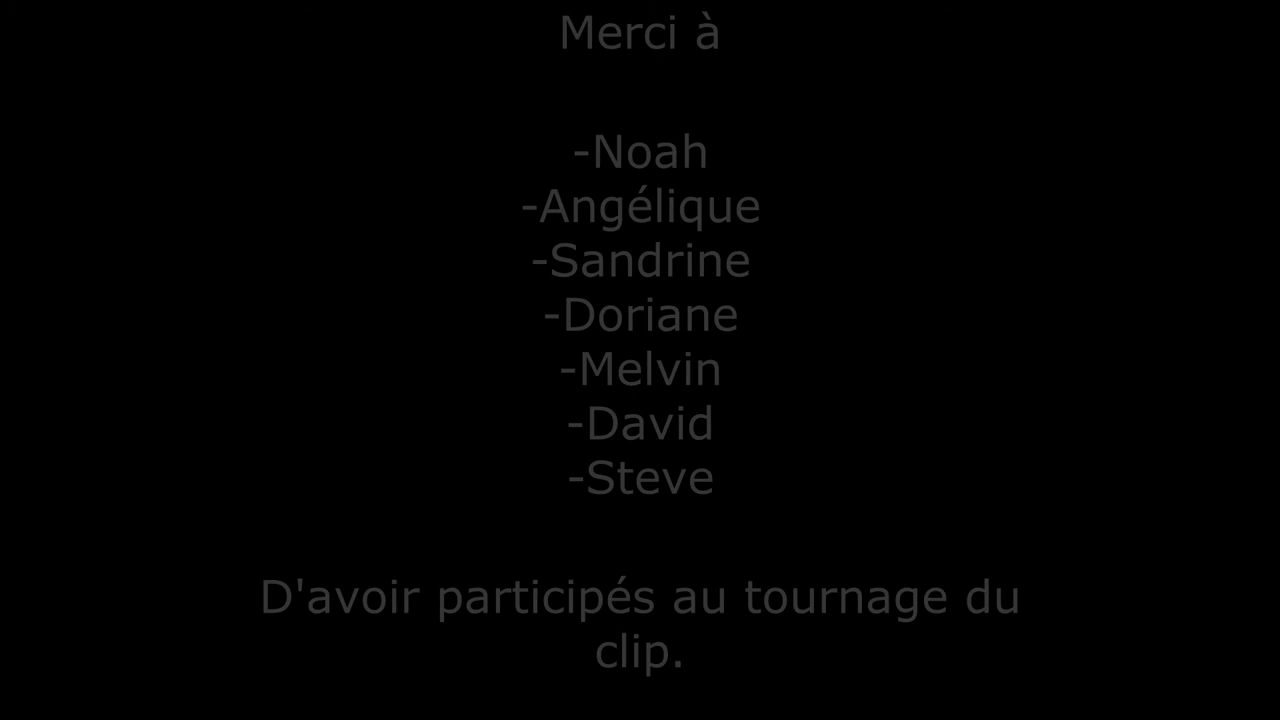 Merci à
-Noah
-Angélique
-Sandrine
-Doriane
-Melvin
-David
-Steve
D'avoir participés au tournage du
clip.